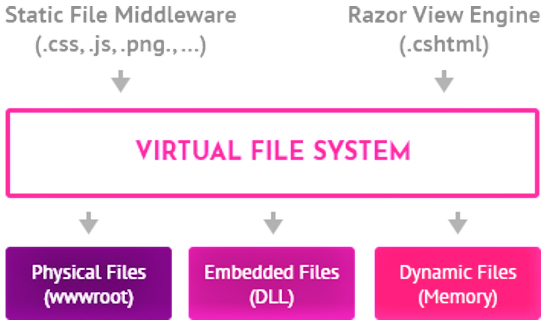 Static File Middleware
(.css, .js, .png., ...)
Razor View Engine
(.cshtml)
VIRTUAL FILE SYSTEM
Physical Files
(wwwroot)
Embedded Files
(DLL)
Dynamic Files
(Memory)